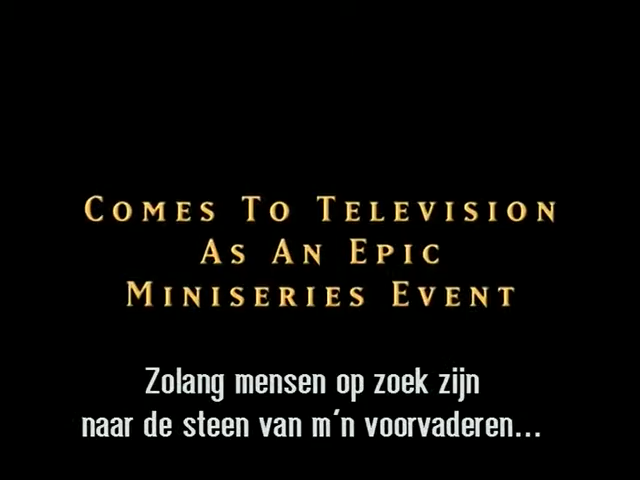 Comes To Television
As An Epic
Miniseries Event
Zolang mensen op zoek zijn
naar de steen van m'n voorvaderen...